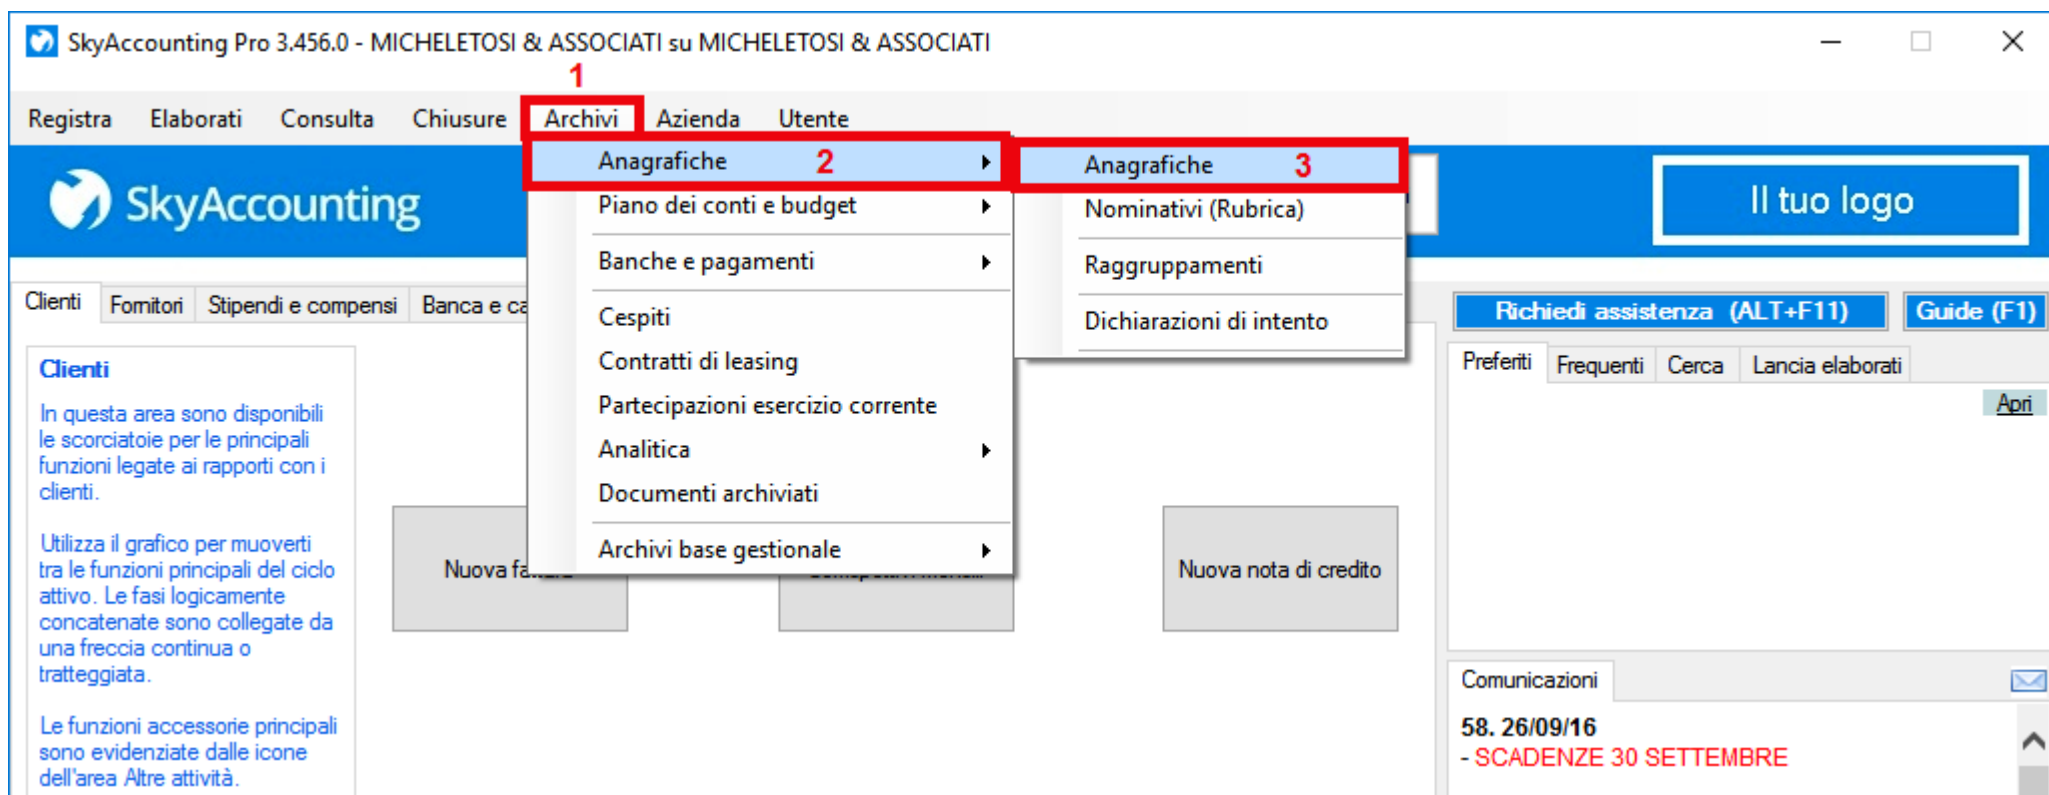 SkyAccounting Pro 3.456.0 - MICHELETOSI & ASSOCIATI su MICHELETOSI & ASSOCIATI
1
Registra Elaborati Consulta Chiusure Archivi Azienda Utente
SkyAccounting
Anagrafiche 2
Piano dei conti e budget
Banche e pagamenti
Cespiti
Contratti di leasing
Partecipazioni esercizio corrente
Analitica
Documenti archiviati
Archivi base gestionale
Anagrafiche 3
Nominativi (Rubrica)
Raggruppamenti
Dichiarazioni di intento
Il tuo logo
Clienti Fornitori Stipendi e compensi Banca e ca
Clienti
In questa area sono disponibili
le scorciatoie per le principali
funzioni legate ai rapporti con i
clienti.
Utilizza il grafico per muoverti
tra le funzioni principali del ciclo
attivo. Le fasi logicamente
concatenate sono collegate da
una freccia continua o
tratteggiata.
Le funzioni accessorie principali
sono evidenziate dalle icone
dell'area Altre attività.
Nuova
Nuova nota di credito
Richiedi assistenza (ALT+F11) Guide (F1)
Preferiti Frequenti Cerca Lancia elaborati
Apri
Comunicazioni
58. 26/09/16
- SCADENZE 30 SETTEMBRE